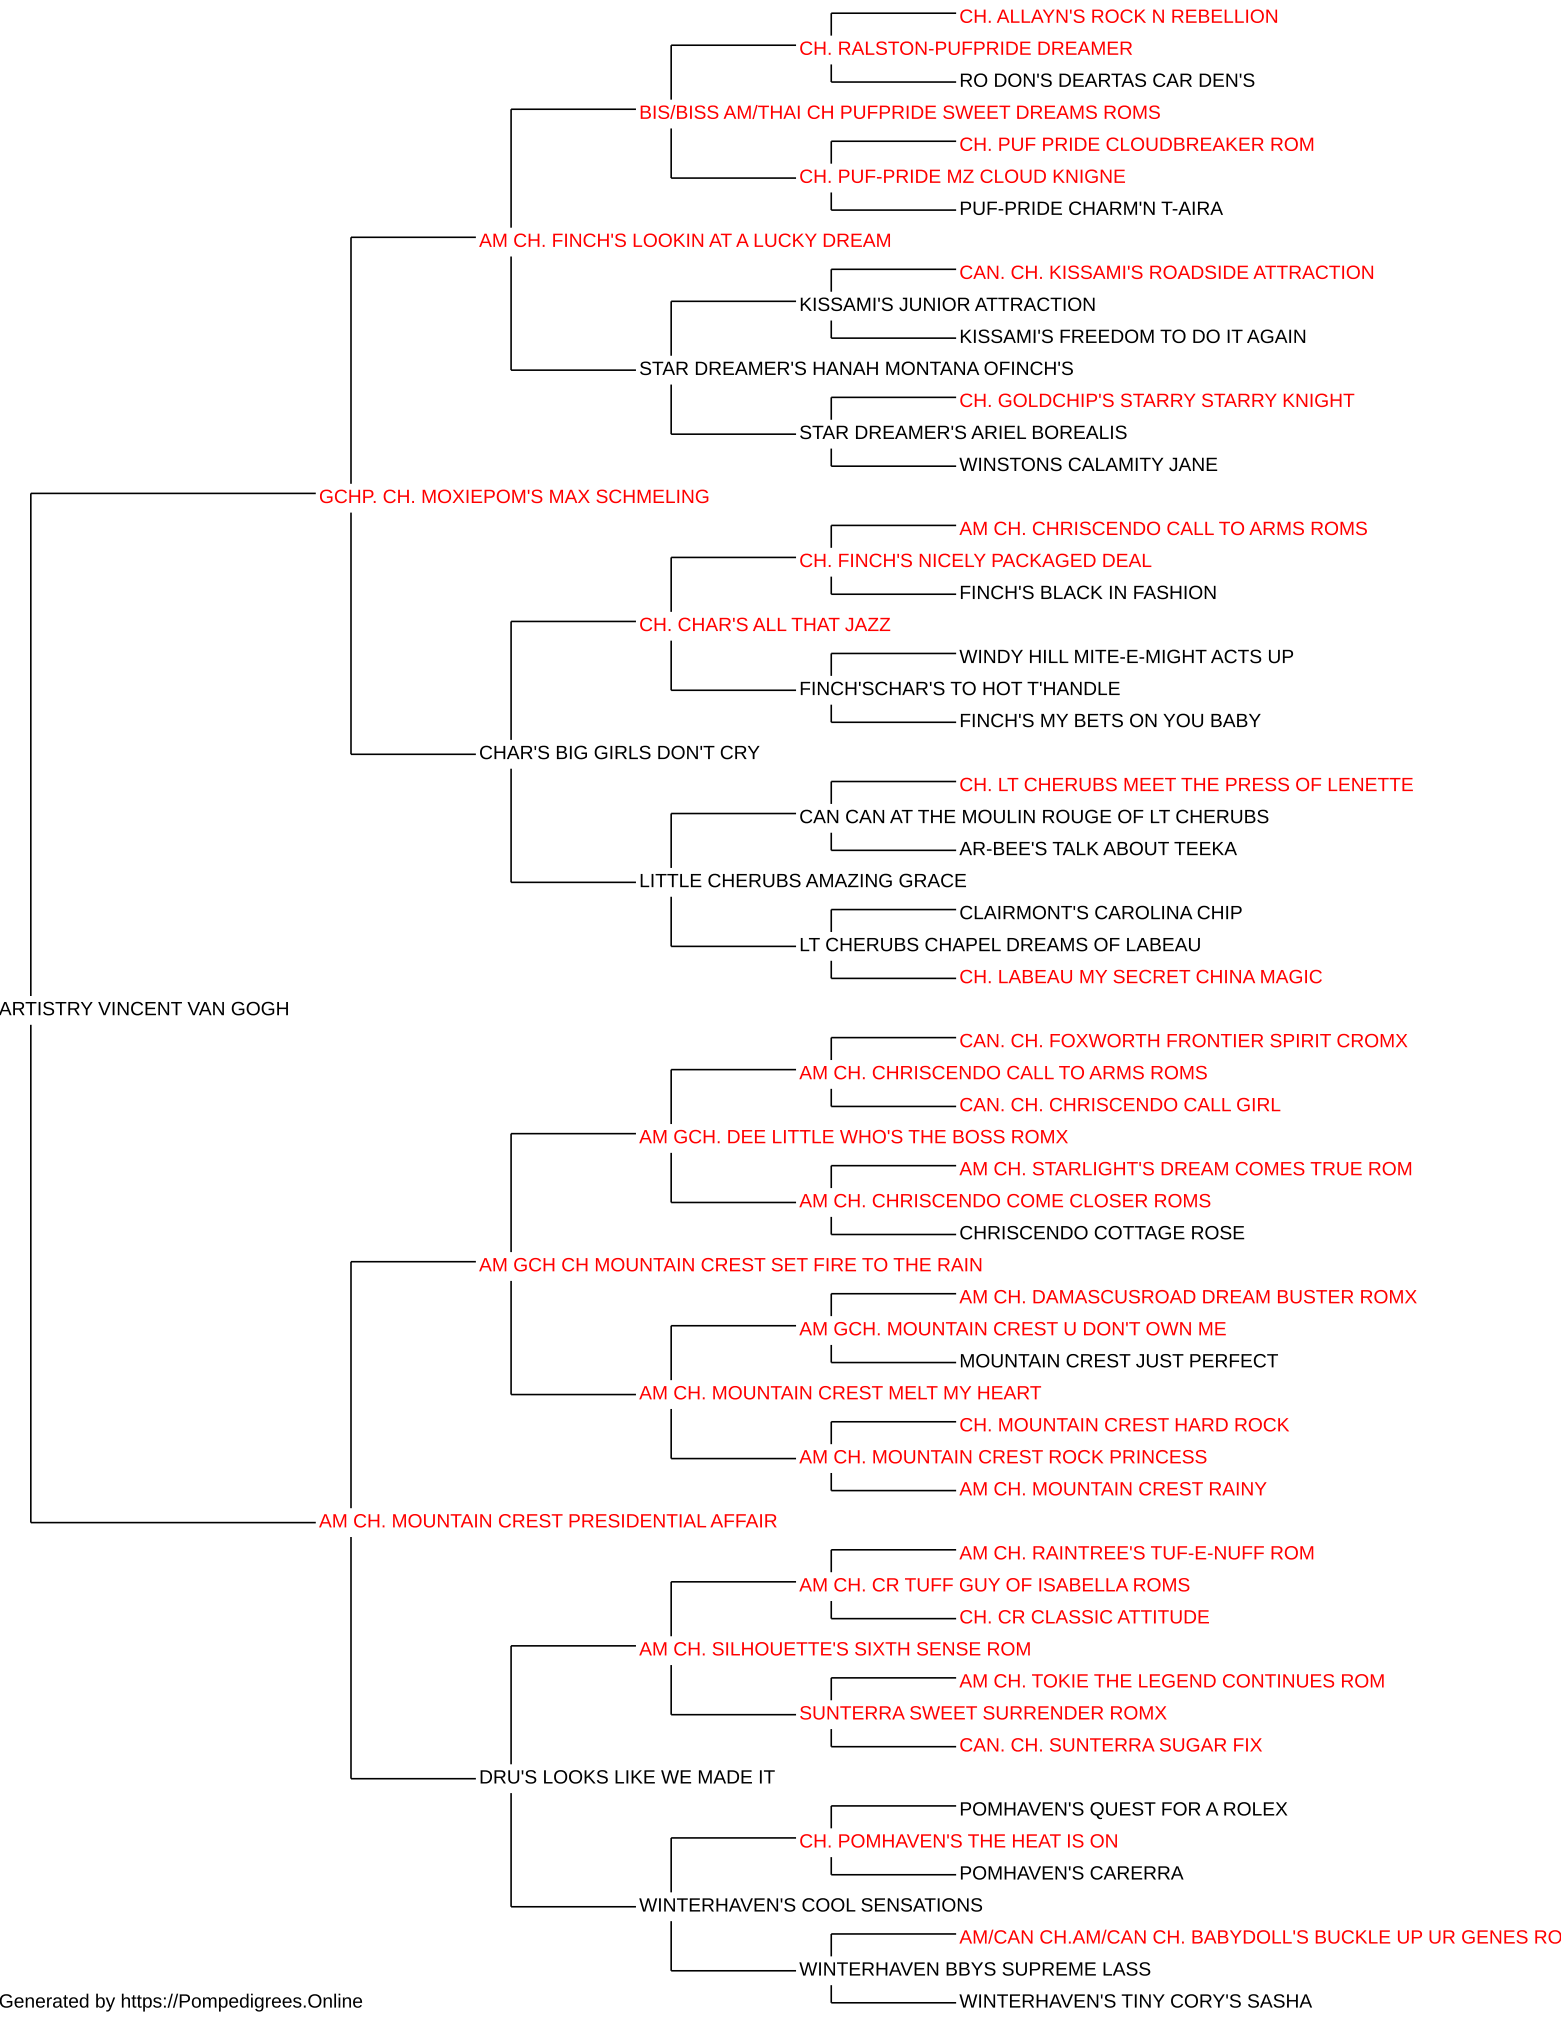 CH. ALLAYN'S ROCK N REBELLION
CH. RALSTON-PUFPRIDE DREAMER
RO DON'S DEARTAS CAR DEN'S
BIS/BISS AM/THAI CH PUFPRIDE SWEET DREAMS ROMS
CH. PUF PRIDE CLOUDBREAKER ROM
CH. PUF-PRIDE MZ CLOUD KNIGNE
PUF-PRIDE CHARM'N T-AIRA
AM CH. FINCH'S LOOKIN AT A LUCKY DREAM
CAN. CH. KISSAMI'S ROADSIDE ATTRACTION
KISSAMI'S JUNIOR ATTRACTION
KISSAMI'S FREEDOM TO DO IT AGAIN
STAR DREAMER'S HANAH MONTANA OFINCH'S
CH. GOLDCHIP'S STARRY STARRY KNIGHT
STAR DREAMER'S ARIEL BOREALIS
WINSTONS CALAMITY JANE
GCHP. CH. MOXIEPOM'S MAX SCHMELING
AM CH. CHRISCENDO CALL TO ARMS ROMS
CH. FINCH'S NICELY PACKAGED DEAL
FINCH'S BLACK IN FASHION
CH. CHAR'S ALL THAT JAZZ
WINDY HILL MITE-E-MIGHT ACTS UP
FINCH'SCHAR'S TO HOT T'HANDLE
FINCH'S MY BETS ON YOU BABY
CHAR'S BIG GIRLS DON'T CRY
CH. LT CHERUBS MEET THE PRESS OF LENETTE
CAN CAN AT THE MOULIN ROUGE OF LT CHERUBS
AR-BEE'S TALK ABOUT TEEKA
LITTLE CHERUBS AMAZING GRACE
CLAIRMONT'S CAROLINA CHIP
LT CHERUBS CHAPEL DREAMS OF LABEAU
CH. LABEAU MY SECRET CHINA MAGIC
ARTISTRY VINCENT VAN GOGH
CAN. CH. FOXWORTH FRONTIER SPIRIT CROMX
AM CH. CHRISCENDO CALL TO ARMS ROMS
CAN. CH. CHRISCENDO CALL GIRL
AM GCH. DEE LITTLE WHO'S THE BOSS ROMX
AM CH. STARLIGHT'S DREAM COMES TRUE ROM
AM CH. CHRISCENDO COME CLOSER ROMS
CHRISCENDO COTTAGE ROSE
AM GCH CH MOUNTAIN CREST SET FIRE TO THE RAIN
AM CH. DAMASCUSROAD DREAM BUSTER ROMX
AM GCH. MOUNTAIN CREST U DON'T OWN ME
MOUNTAIN CREST JUST PERFECT
AM CH. MOUNTAIN CREST MELT MY HEART
CH. MOUNTAIN CREST HARD ROCK
AM CH. MOUNTAIN CREST ROCK PRINCESS
AM CH. MOUNTAIN CREST RAINY
AM CH. MOUNTAIN CREST PRESIDENTIAL AFFAIR
AM CH. RAINTREE'S TUF-E-NUFF ROM
AM CH. CR TUFF GUY OF ISABELLA ROMS
CH. CR CLASSIC ATTITUDE
AM CH. SILHOUETTE'S SIXTH SENSE ROM
AM CH. TOKIE THE LEGEND CONTINUES ROM
SUNTERRA SWEET SURRENDER ROMX
CAN. CH. SUNTERRA SUGAR FIX
DRU'S LOOKS LIKE WE MADE IT
POMHAVEN'S QUEST FOR A ROLEX
CH. POMHAVEN'S THE HEAT IS ON
POMHAVEN'S CARERRA
WINTERHAVEN'S COOL SENSATIONS
AM/CAN CH.AM/CAN CH. BABYDOLL'S BUCKLE UP UR GENES RO
WINTERHAVEN BBYS SUPREME LASS
WINTERHAVEN'S TINY CORY'S SASHA
Generated by https://Pompedigrees.Online